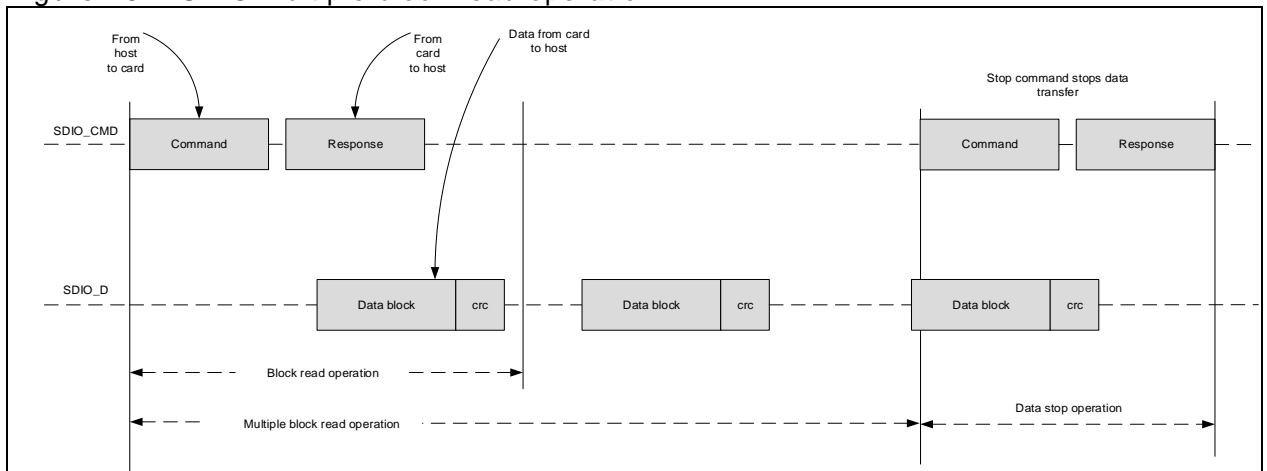 From
host
to card
From
card
to host
Data from card
to host
Stop command stops data
transfer
SDIO_CMD
Command
Response
Command
Response
SDIO_D
Data block
crc
Data block
crc
Data block
crc
Block read operation
Multiple block read operation
Data stop operation